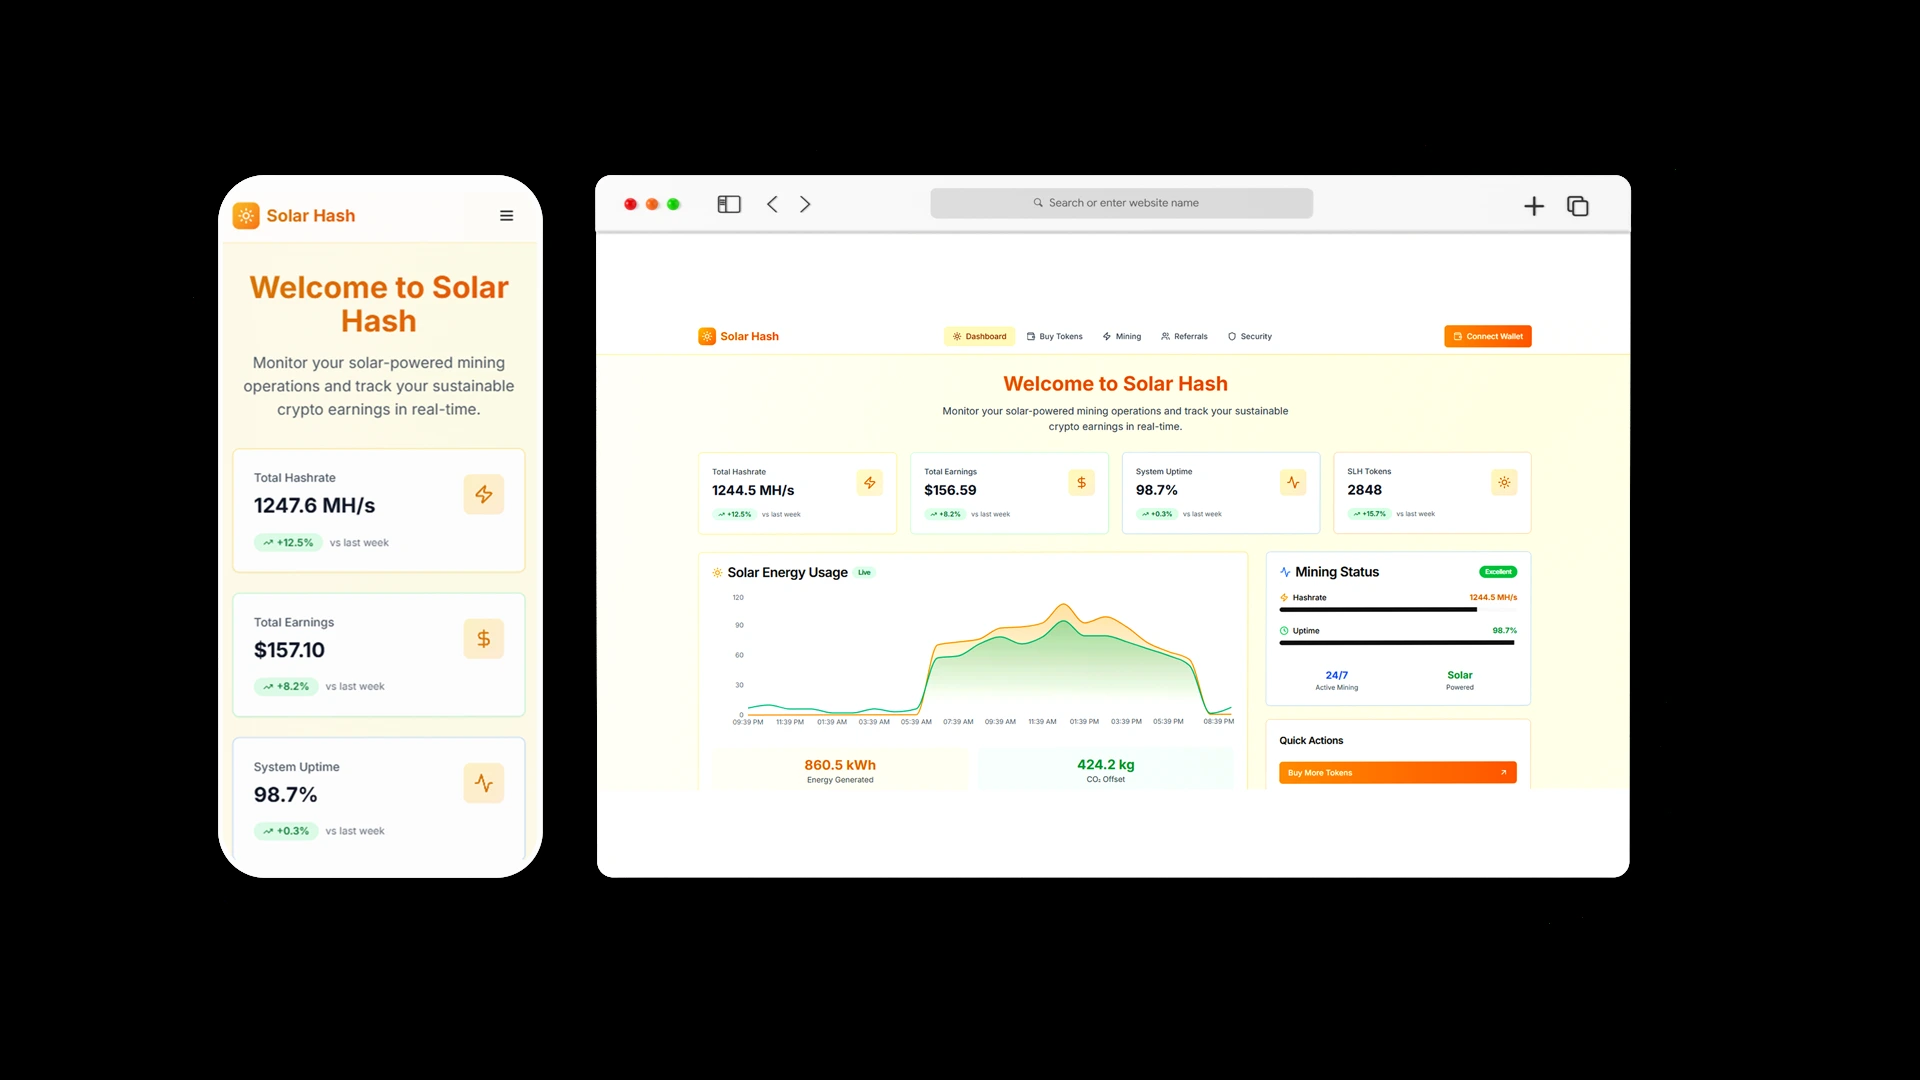 Solar Hash
Welcome to Solar
Hash
Monitor your solar-powered mining
operations and track your sustainable
crypto earnings in real-time.
Total Hashrate
1247.6 MH/s
+12.5% vs last week
Total Earnings
$157.10
$
+8.2% vs last week
System Uptime
98.7%
+0.3% vs last week
Search or enter website name
Solar Hash
Dashboard
Buy Tokens
Mining
Referrals
Security
Connect Wallet
Welcome to Solar Hash
Monitor your solar-powered mining operations and track your sustainable
crypto earnings in real-time.
Total Hashrate
1244.5 MH/s
+12.5% vs last week
Total Earnings
$156.59
$
+8.2% vs last week
System Uptime
98.7%
+0.3% vs last week
SLH Tokens
2848
+15.7% vs last week
Solar Energy Usage Live
120
90
60
30
0
09:39 PM 11:39 PM 01:39 AM 03:39 AM 05:39 AM 07:39 AM 09:39 AM 11:39 AM 01:39 PM 03:39 PM 05:39 PM 08:39 PM
860.5 kWh
Energy Generated
424.2 kg
CO₂ Offset
Mining Status Excellent
Hashrate 1244.5 MH/s
Uptime 98.7%
24/7
Active Mining
Solar
Powered
Quick Actions
Buy More Tokens